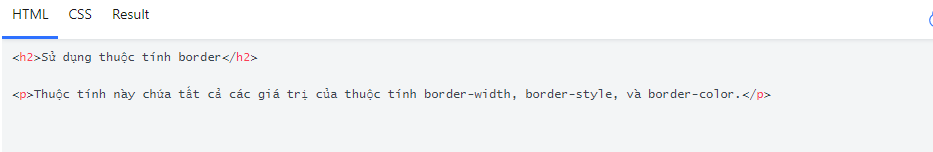 HTML CSS Result
<h2>Sử dụng thuộc tính border</h2>
<p>Thuộc tính này chứa tất cả các giá trị của thuộc tính border-width, border-style, và border-color.</p>